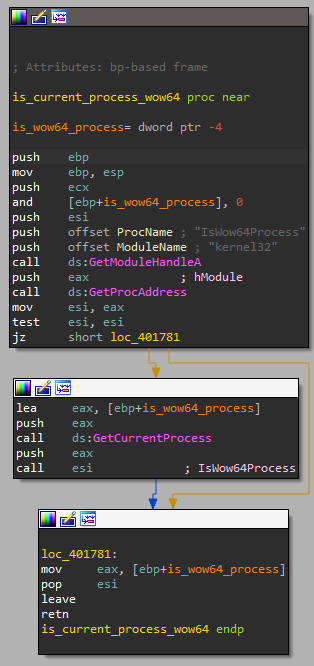 ; Attributes: bp-based frame
is_current_process_wow64 proc near
is_wow64_process= dword ptr -4
push ebp
mov ebp, esp
push ecx
and [ebp+is_wow64_process], 0
push esi
push offset ProcName ; "IsWow64Process"
push offset ModuleName ; "kernel32"
call ds:GetModuleHandleA
push eax ; hModule
call ds:GetProcAddress
mov esi, eax
test esi, esi
jz short loc_401781
lea eax, [ebp+is_wow64_process]
push eax
call ds:GetCurrentProcess
push eax
call esi ; IsWow64Process
loc_401781:
mov eax, [ebp+is_wow64_process]
pop esi
leave
retn
is_current_process_wow64 endp